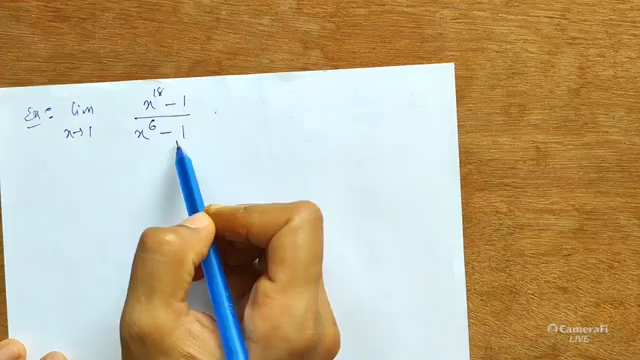 Ex: lim x→1 (x^18 − 1)/(x^6 − 1)
CameraFi
LIVE